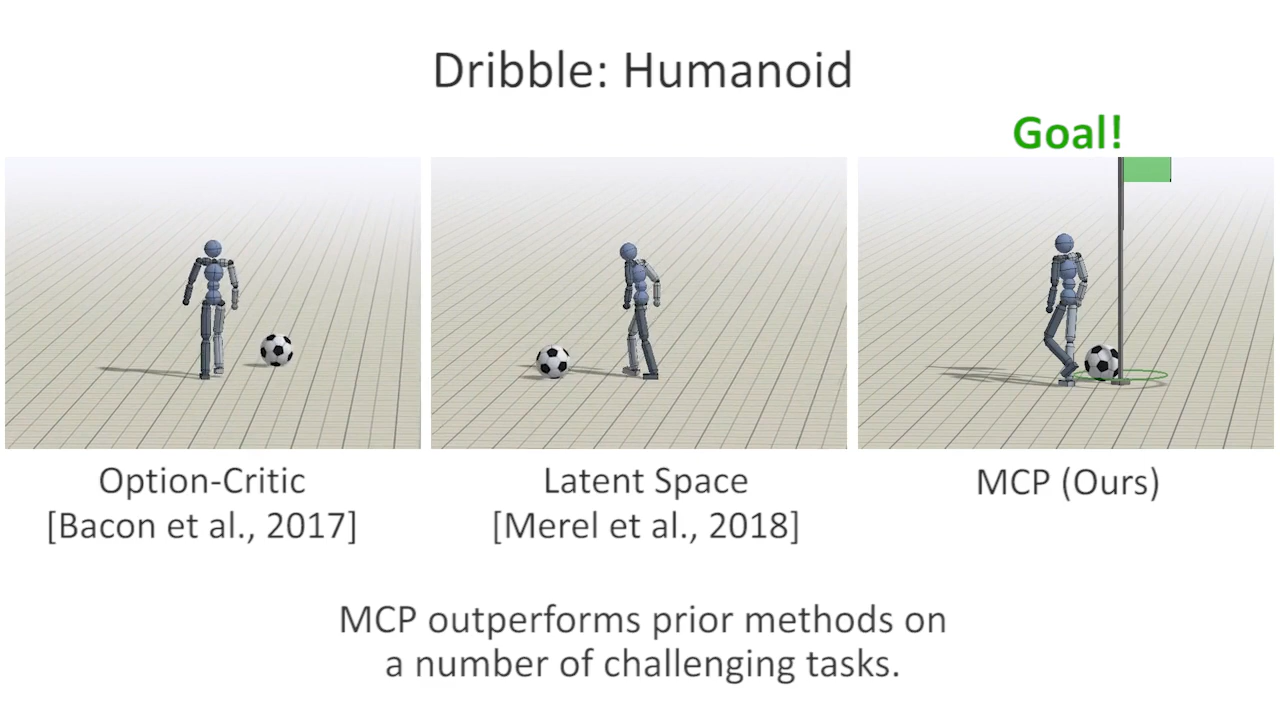 Dribble: Humanoid
Goal!
Option-Critic
[Bacon et al., 2017]
Latent Space
[Merel et al., 2018]
MCP (Ours)
MCP outperforms prior methods on
a number of challenging tasks.